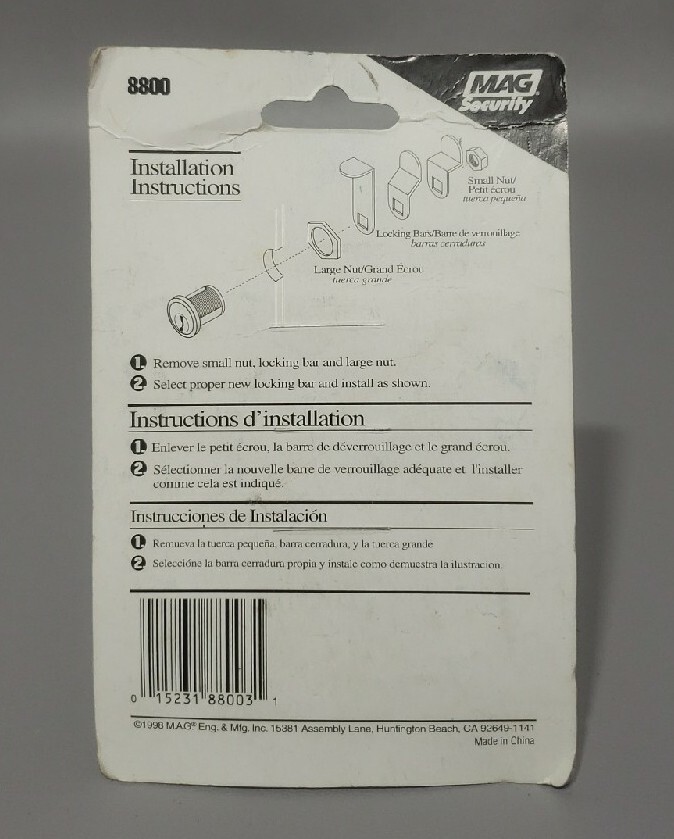 8800
MAG
Security
Installation
Instructions
Small Nut/
Petit écrou
tuerca pequeña
Locking Bars/Barre de verrouillage
barras cerraduras
Large Nut/Grand Ecrou
tuerca grande
1. Remove small nut, locking bar and large nut.
2 Select proper new locking bar and install as shown.
Instructions d'installation
1. Enlever le petit écrou, la barre de déverrouillage et le grand écrou.
2 Sélectionner la nouvelle barre de verrouillage adéquate et l'installer
comme cela est indiqué.
Instrucciones de Instalación
1. Remueva la tuerca pequeña, barra cerradura, y la tuerca grande
2 Seleccióne la barra cerradura propia y instale como demuestra la ilustracion.
0 15231 88003 1
©1998 MAG® Eng. & Mfg. Inc. 15381 Assembly Lane, Huntington Beach, CA 92649-1141
Made in China